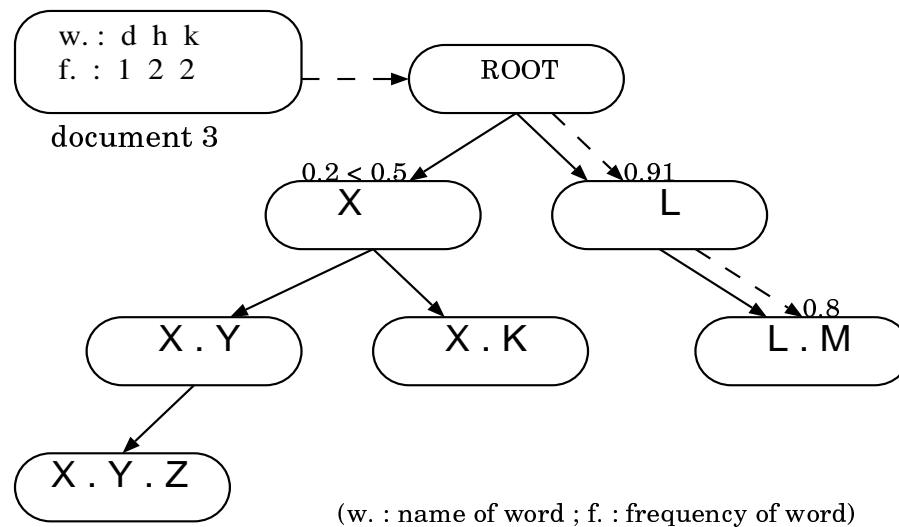 w. : d h k
f. : 1 2 2
ROOT
document 3
0.2 < 0.5
0.91
X
L
0.8
X . Y
X . K
L . M
X . Y . Z
(w. : name of word ; f. : frequency of word)